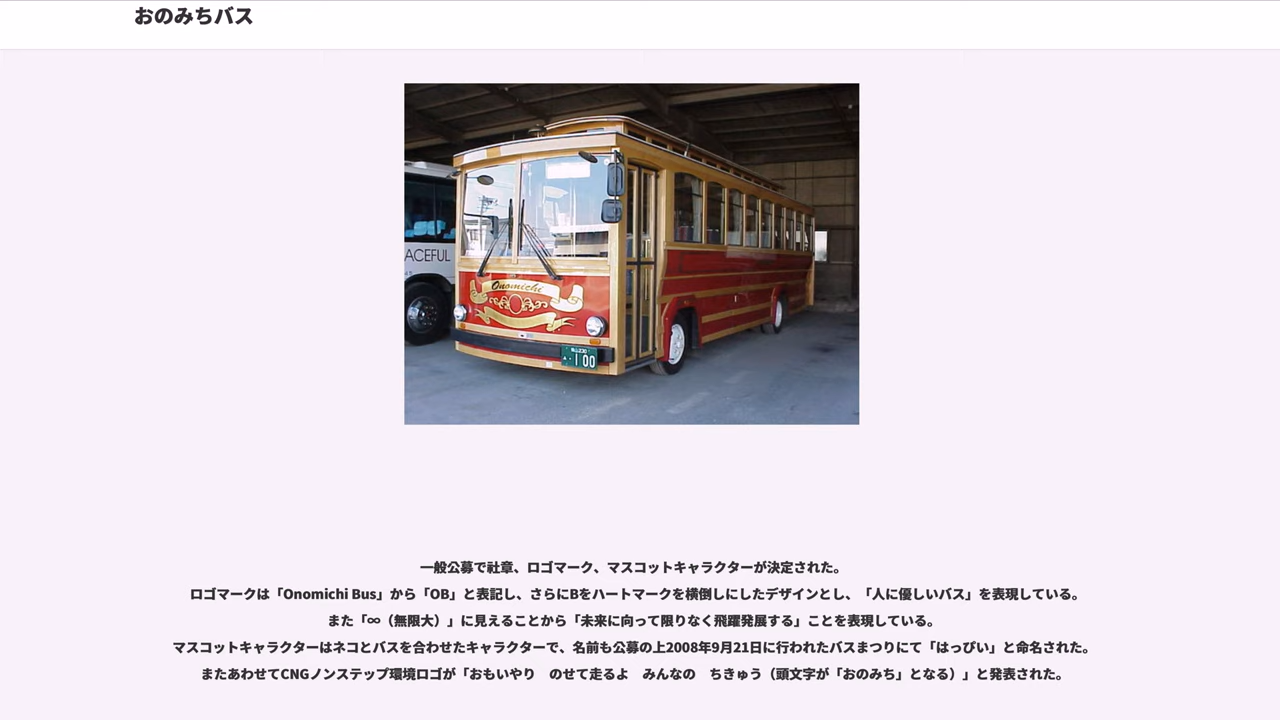 おのみちバス
ACEFUL
Onomichi
100
一般公募で社章、ロゴマーク、マスコットキャラクターが決定された。
ロゴマークは「Onomichi Bus」から「OB」と表記し、さらにBをハートマークを横倒しにしたデザインとし、「人に優しいバス」を表現している。
また「∞（無限大）」に見えることから「未来に向って限りなく飛躍発展する」ことを表現している。
マスコットキャラクターはネコとバスを合わせたキャラクターで、名前も公募の上2008年9月21日に行われたバスまつりにて「はっぴい」と命名された。
またあわせてCNGノンステップ環境ロゴが「おもいやり　のせて走るよ　みんなの　ちきゅう（頭文字が「おのみち」となる）」と発表された。